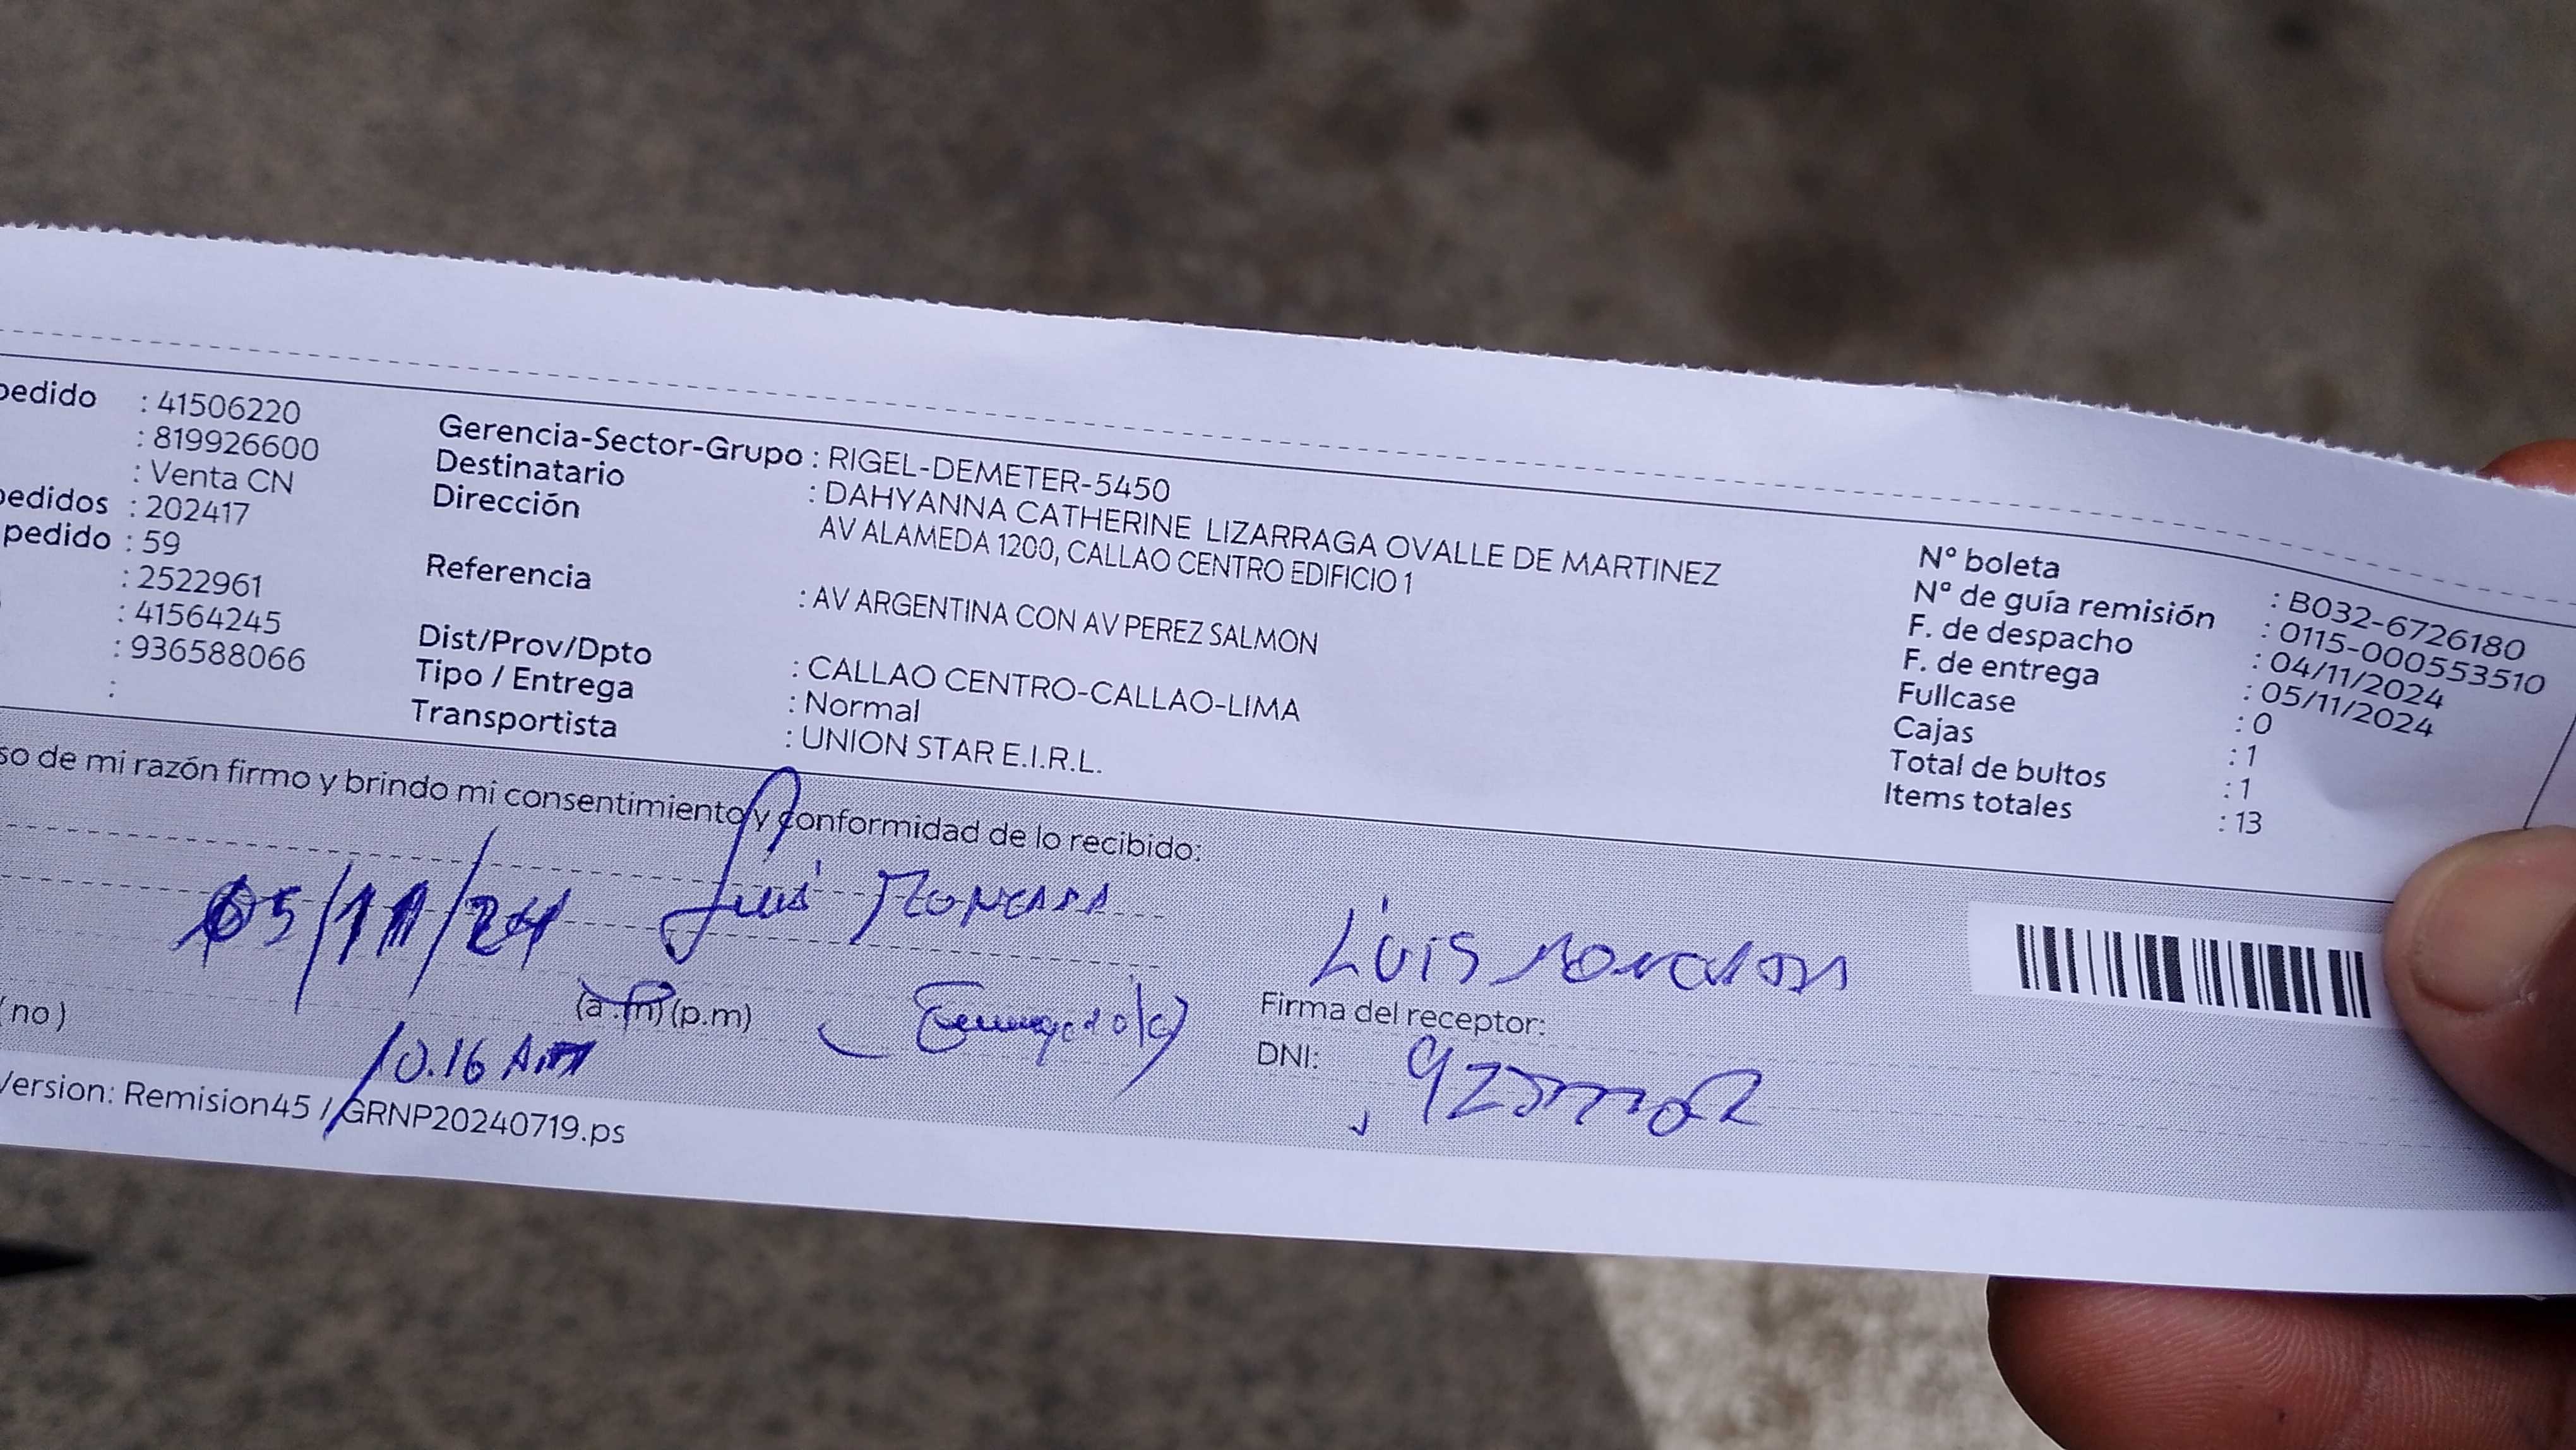 pedido : 41506220
: 819926600
: Venta CN
pedidos : 202417
pedido : 59
: 2522961
: 41564245
: 936588066
:
Gerencia-Sector-Grupo : RIGEL-DEMETER-5450
Destinatario : DAHYANNA CATHERINE LIZARRAGA OVALLE DE MARTINEZ
Dirección AV ALAMEDA 1200, CALLAO CENTRO EDIFICIO 1
Referencia : AV ARGENTINA CON AV PEREZ SALMON
Dist/Prov/Dpto : CALLAO CENTRO-CALLAO-LIMA
Tipo / Entrega : Normal
Transportista : UNION STAR E.I.R.L.
Nº boleta : B032-6726180
Nº de guía remisión : 0115-000553510
F. de despacho : 04/11/2024
F. de entrega : 05/11/2024
Fullcase : 0
Cajas : 1
Total de bultos : 1
Items totales : 13
so de mi razón firmo y brindo mi consentimiento y conformidad de lo recibido:
05/11/24 Luis
Luis
(no) (a.m) (p.m)
Firma del receptor:
10.16 Am
DNI:
Version: Remision45 / GRNP20240719.ps